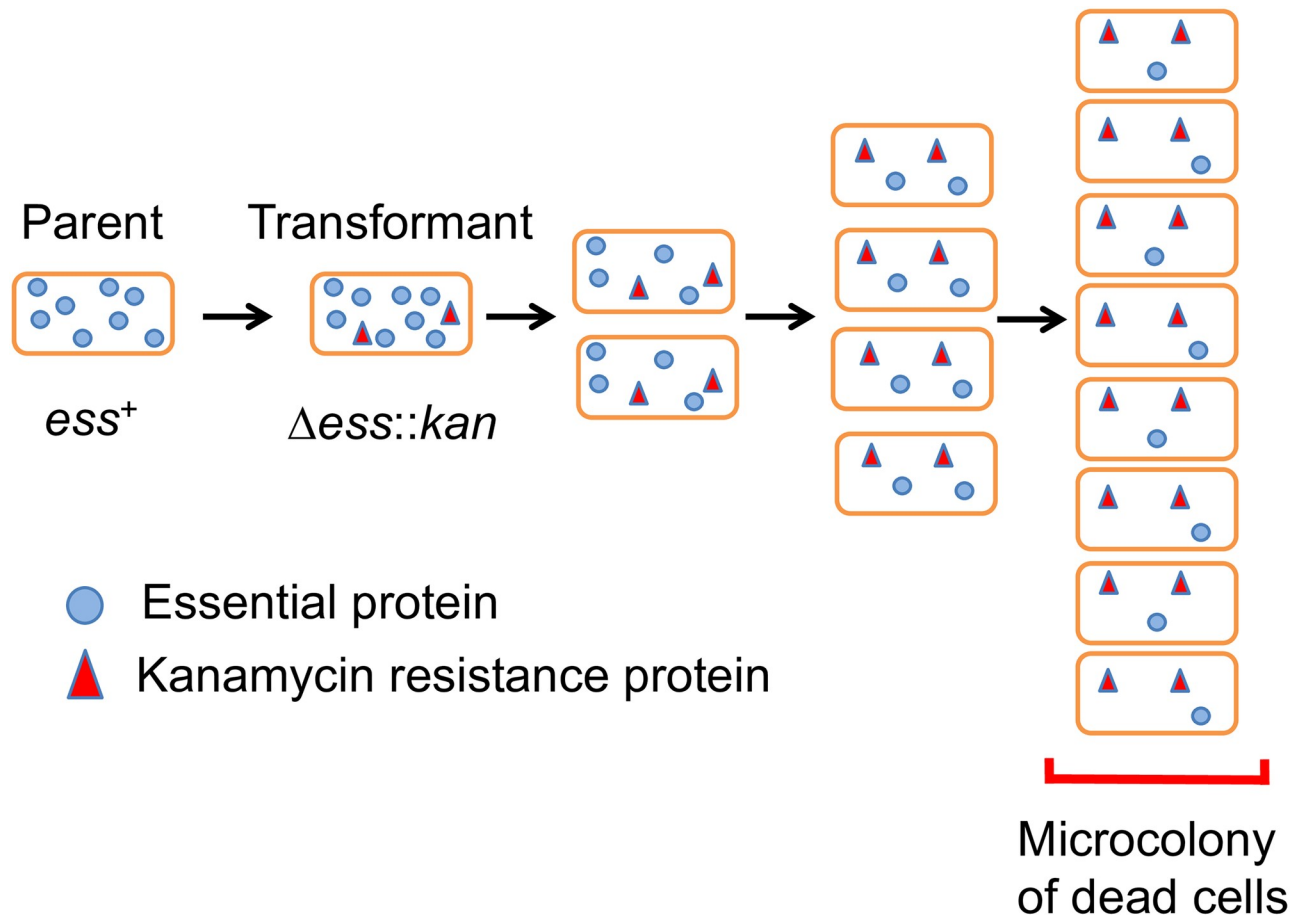 Parent
Transformant
ess⁺
Δess::kan
Essential protein
Kanamycin resistance protein
Microcolony
of dead cells